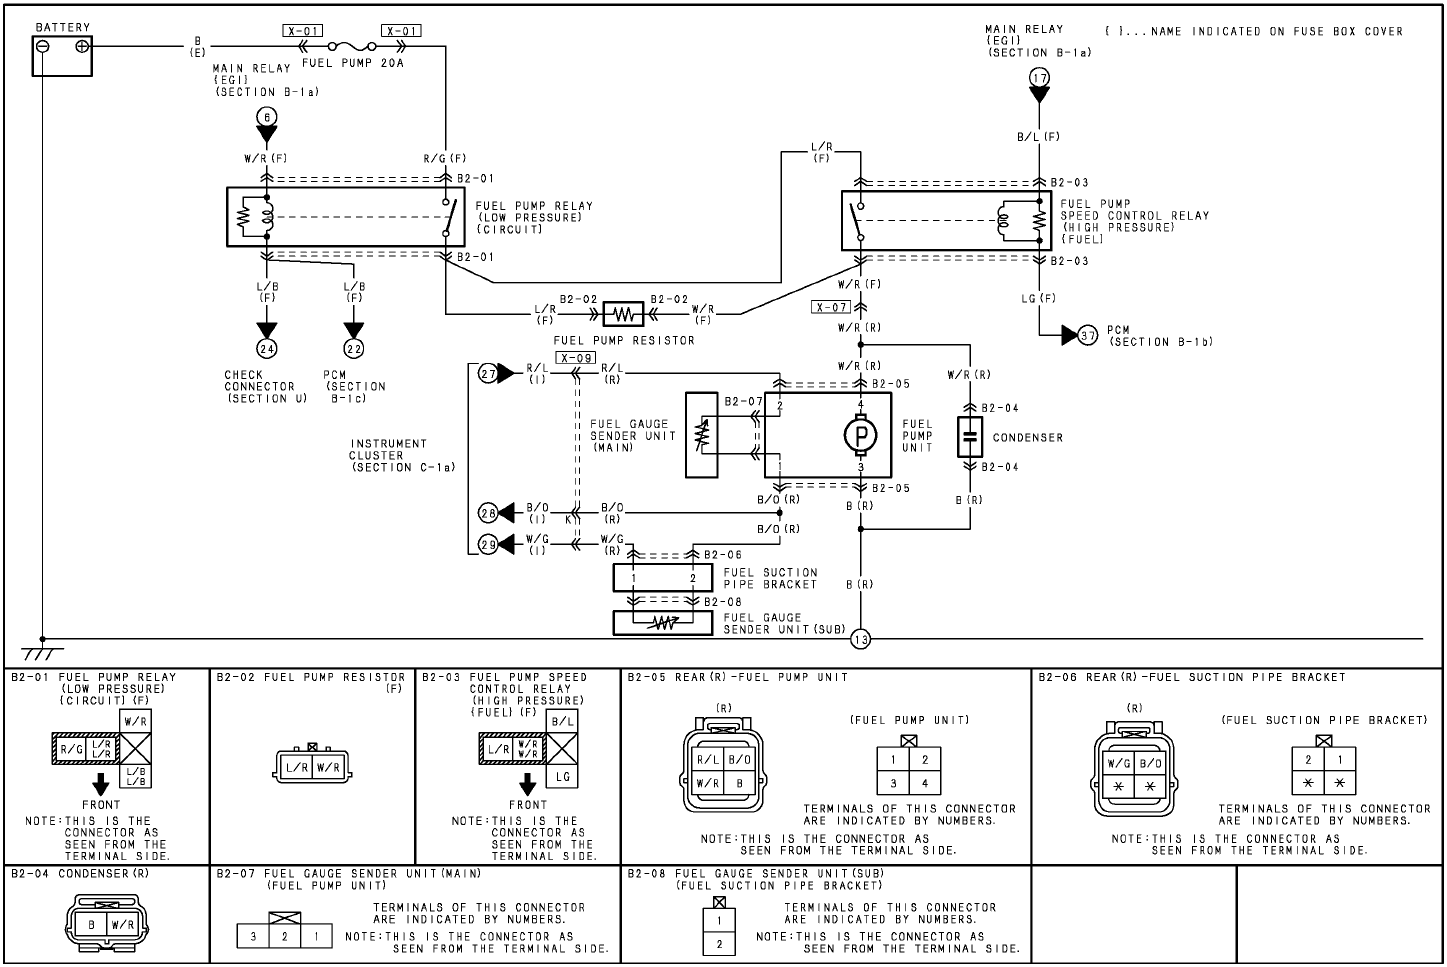 BATTERY
B
(E)
X-01
X-01
FUEL PUMP 20A
MAIN RELAY
{EGI}
(SECTION B-1a)
6
W/R (F)
R/G (F)
B2-01
FUEL PUMP RELAY
(LOW PRESSURE)
{CIRCUIT}
B2-01
L/B
(F)
L/B
(F)
24
22
CHECK
CONNECTOR
(SECTION U)
PCM
(SECTION
B-1c)
MAIN RELAY
{EGI}
(SECTION B-1a)
{ }...NAME INDICATED ON FUSE BOX COVER
17
B/L (F)
L/R
(F)
B2-03
FUEL PUMP
SPEED CONTROL RELAY
(HIGH PRESSURE)
{FUEL}
B2-03
W/R (F)
LG (F)
X-07
W/R (R)
37
PCM
(SECTION B-1b)
L/R
(F)
B2-02
B2-02
W/R
(F)
FUEL PUMP RESISTOR
X-09
27
R/L
(I)
R/L
(R)
W/R (R)
B2-05
W/R (R)
B2-04
CONDENSER
B2-04
B (R)
FUEL GAUGE
SENDER UNIT
(MAIN)
B2-07
2
4
P
1
3
FUEL
PUMP
UNIT
B2-05
B/O (R)
B (R)
INSTRUMENT
CLUSTER
(SECTION C-1a)
28
B/O
(I)
K
B/O
(R)
B/O (R)
29
W/G
(I)
W/G
(R)
B2-06
1
2
FUEL SUCTION
PIPE BRACKET
B2-08
FUEL GAUGE
SENDER UNIT (SUB)
B (R)
13
B2-01 FUEL PUMP RELAY
(LOW PRESSURE)
{CIRCUIT} (F)
W/R
R/G
L/R
L/R
L/B
L/B
FRONT
NOTE:THIS IS THE
CONNECTOR AS
SEEN FROM THE
TERMINAL SIDE.
B2-02 FUEL PUMP RESISTOR
(F)
L/R
W/R
B2-03 FUEL PUMP SPEED
CONTROL RELAY
(HIGH PRESSURE)
{FUEL} (F)
B/L
L/R
W/R
W/R
LG
FRONT
NOTE:THIS IS THE
CONNECTOR AS
SEEN FROM THE
TERMINAL SIDE.
B2-05 REAR (R) -FUEL PUMP UNIT
(R)
R/L B/O
W/R B
(FUEL PUMP UNIT)
1 2
3 4
TERMINALS OF THIS CONNECTOR
ARE INDICATED BY NUMBERS.
NOTE:THIS IS THE CONNECTOR AS
SEEN FROM THE TERMINAL SIDE.
B2-06 REAR (R) -FUEL SUCTION PIPE BRACKET
(R)
W/G B/O
* *
(FUEL SUCTION PIPE BRACKET)
2 1
* *
TERMINALS OF THIS CONNECTOR
ARE INDICATED BY NUMBERS.
NOTE:THIS IS THE CONNECTOR AS
SEEN FROM THE TERMINAL SIDE.
B2-04 CONDENSER (R)
B W/R
B2-07 FUEL GAUGE SENDER UNIT (MAIN)
(FUEL PUMP UNIT)
3 2 1
TERMINALS OF THIS CONNECTOR
ARE INDICATED BY NUMBERS.
NOTE:THIS IS THE CONNECTOR AS
SEEN FROM THE TERMINAL SIDE.
B2-08 FUEL GAUGE SENDER UNIT (SUB)
(FUEL SUCTION PIPE BRACKET)
1
2
TERMINALS OF THIS CONNECTOR
ARE INDICATED BY NUMBERS.
NOTE:THIS IS THE CONNECTOR AS
SEEN FROM THE TERMINAL SIDE.